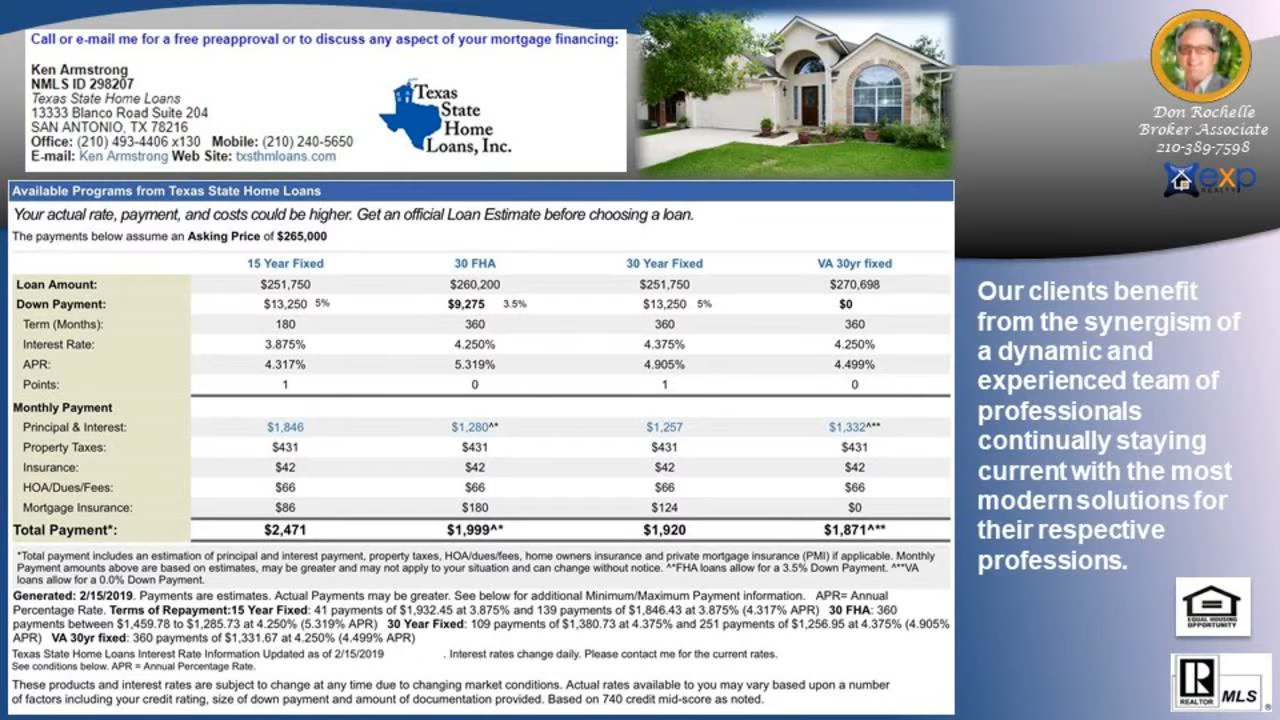 Call or e-mail me for a free preapproval or to discuss any aspect of your mortgage financing:
Ken Armstrong
NMLS ID 298207
Texas State Home Loans
13333 Blanco Road Suite 204
SAN ANTONIO, TX 78216
Office: (210) 493-4406 x130 Mobile: (210) 240-5650
E-mail: Ken Armstrong Web Site: txsthmloans.com
Texas
State
Home
Loans, Inc.
Don Rochelle
Broker Associate
210-389-7598
exp
REALTY
Available Programs from Texas State Home Loans
Your actual rate, payment, and costs could be higher. Get an official Loan Estimate before choosing a loan.
The payments below assume an Asking Price of $265,000
15 Year Fixed 30 FHA 30 Year Fixed VA 30yr fixed
Loan Amount: $251,750 $260,200 $251,750 $270,698
Down Payment: $13,250 5% $9,275 3.5% $13,250 5% $0
Term (Months): 180 360 360 360
Interest Rate: 3.875% 4.250% 4.375% 4.250%
APR: 4.317% 5.319% 4.905% 4.499%
Points: 1 0 1 0
Monthly Payment
Principal & Interest: $1,846 $1,280^* $1,257 $1,332^**
Property Taxes: $431 $431 $431 $431
Insurance: $42 $42 $42 $42
HOA/Dues/Fees: $66 $66 $66 $66
Mortgage Insurance: $86 $180 $124 $0
Total Payment*: $2,471 $1,999^* $1,920 $1,871^**
*Total payment includes an estimation of principal and interest payment, property taxes, HOA/dues/fees, home owners insurance and private mortgage insurance (PMI) if applicable. Monthly
Payment amounts above are based on estimates, may be greater and may not apply to your situation and can change without notice. ^*FHA loans allow for a 3.5% Down Payment. ^**VA
loans allow for a 0.0% Down Payment.
Generated: 2/15/2019. Payments are estimates. Actual Payments may be greater. See below for additional Minimum/Maximum Payment information. APR= Annual
Percentage Rate. Terms of Repayment:15 Year Fixed: 41 payments of $1,932.45 at 3.875% and 139 payments of $1,846.43 at 3.875% (4.317% APR) 30 FHA: 360
payments between $1,459.78 to $1,285.73 at 4.250% (5.319% APR) 30 Year Fixed: 109 payments of $1,380.73 at 4.375% and 251 payments of $1,256.95 at 4.375% (4.905%
APR) VA 30yr fixed: 360 payments of $1,331.67 at 4.250% (4.499% APR)
Texas State Home Loans Interest Rate Information Updated as of 2/15/2019 . Interest rates change daily. Please contact me for the current rates.
See conditions below. APR = Annual Percentage Rate.
These products and interest rates are subject to change at any time due to changing market conditions. Actual rates available to you may vary based upon a number
of factors including your credit rating, size of down payment and amount of documentation provided. Based on 740 credit mid-score as noted.
Our clients benefit
from the synergism of
a dynamic and
experienced team of
professionals
continually staying
current with the most
modern solutions for
their respective
professions.
EQUAL HOUSING
OPPORTUNITY
R
REALTOR
MLS
®